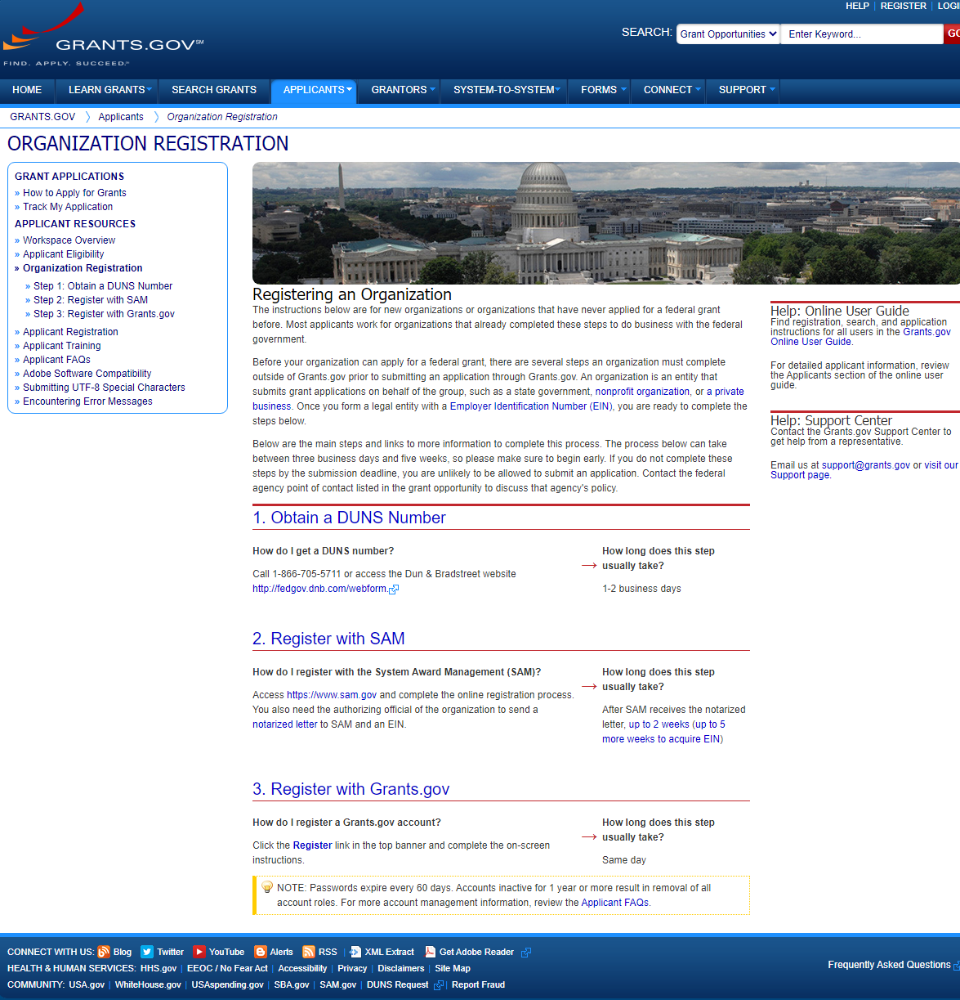 HELP | REGISTER | LOGI
GRANTS.GOV℠
FIND. APPLY. SUCCEED.℠
SEARCH: Grant Opportunities Enter Keyword... GO
HOME LEARN GRANTS SEARCH GRANTS APPLICANTS GRANTORS SYSTEM-TO-SYSTEM FORMS CONNECT SUPPORT
GRANTS.GOV Applicants Organization Registration
ORGANIZATION REGISTRATION
GRANT APPLICATIONS
» How to Apply for Grants
» Track My Application
APPLICANT RESOURCES
» Workspace Overview
» Applicant Eligibility
» Organization Registration
» Step 1: Obtain a DUNS Number
» Step 2: Register with SAM
» Step 3: Register with Grants.gov
» Applicant Registration
» Applicant Training
» Applicant FAQs
» Adobe Software Compatibility
» Submitting UTF-8 Special Characters
» Encountering Error Messages
Registering an Organization
The instructions below are for new organizations or organizations that have never applied for a federal grant
before. Most applicants work for organizations that already completed these steps to do business with the federal
government.
Before your organization can apply for a federal grant, there are several steps an organization must complete
outside of Grants.gov prior to submitting an application through Grants.gov. An organization is an entity that
submits grant applications on behalf of the group, such as a state government, nonprofit organization, or a private
business. Once you form a legal entity with a Employer Identification Number (EIN), you are ready to complete the
steps below.
Below are the main steps and links to more information to complete this process. The process below can take
between three business days and five weeks, so please make sure to begin early. If you do not complete these
steps by the submission deadline, you are unlikely to be allowed to submit an application. Contact the federal
agency point of contact listed in the grant opportunity to discuss that agency's policy.
1. Obtain a DUNS Number
How do I get a DUNS number?
Call 1-866-705-5711 or access the Dun & Bradstreet website
http://fedgov.dnb.com/webform.
How long does this step
usually take?
1-2 business days
2. Register with SAM
How do I register with the System Award Management (SAM)?
Access https://www.sam.gov and complete the online registration process.
You also need the authorizing official of the organization to send a
notarized letter to SAM and an EIN.
How long does this step
usually take?
After SAM receives the notarized
letter, up to 2 weeks (up to 5
more weeks to acquire EIN)
3. Register with Grants.gov
How do I register a Grants.gov account?
Click the Register link in the top banner and complete the on-screen
instructions.
How long does this step
usually take?
Same day
NOTE: Passwords expire every 60 days. Accounts inactive for 1 year or more result in removal of all
account roles. For more account management information, review the Applicant FAQs.
Help: Online User Guide
Find registration, search, and application
instructions for all users in the Grants.gov
Online User Guide.
For detailed applicant information, review
the Applicants section of the online user
guide.
Help: Support Center
Contact the Grants.gov Support Center to
get help from a representative.
Email us at support@grants.gov or visit our
Support page.
CONNECT WITH US: Blog Twitter YouTube Alerts RSS | XML Extract Get Adobe Reader
HEALTH & HUMAN SERVICES: HHS.gov | EEOC / No Fear Act | Accessibility | Privacy | Disclaimers | Site Map
COMMUNITY: USA.gov | WhiteHouse.gov | USAspending.gov | SBA.gov | SAM.gov | DUNS Request | Report Fraud
Frequently Asked Questions